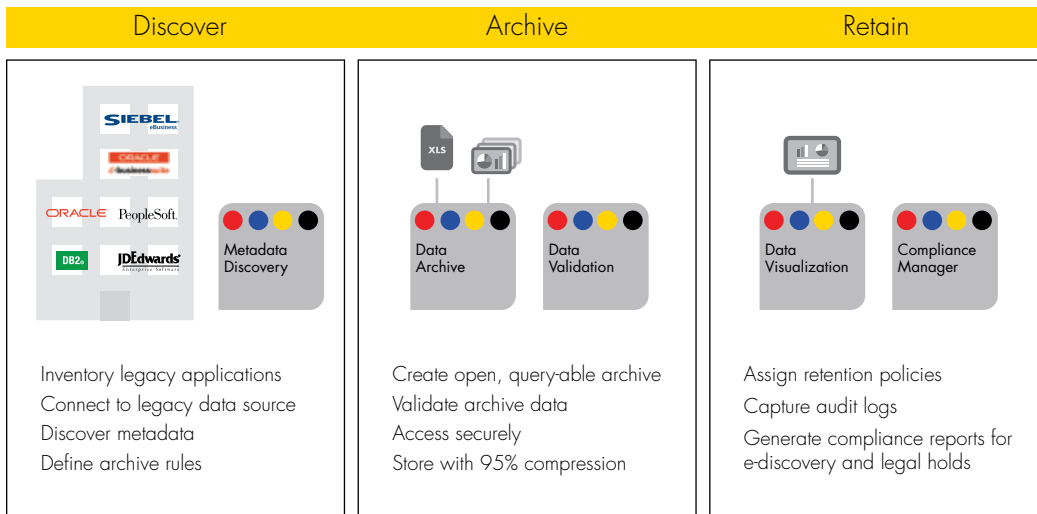 Discover
Archive
Retain
SIEBEL
eBusiness
ORACLE
e-businesssuite
ORACLE
PeopleSoft.
DB2.
JDEdwards
Enterprise Software
Metadata
Discovery
Inventory legacy applications
Connect to legacy data source
Discover metadata
Define archive rules
XLS
Data
Archive
Data
Validation
Create open, query-able archive
Validate archive data
Access securely
Store with 95% compression
Data
Visualization
Compliance
Manager
Assign retention policies
Capture audit logs
Generate compliance reports for
e-discovery and legal holds